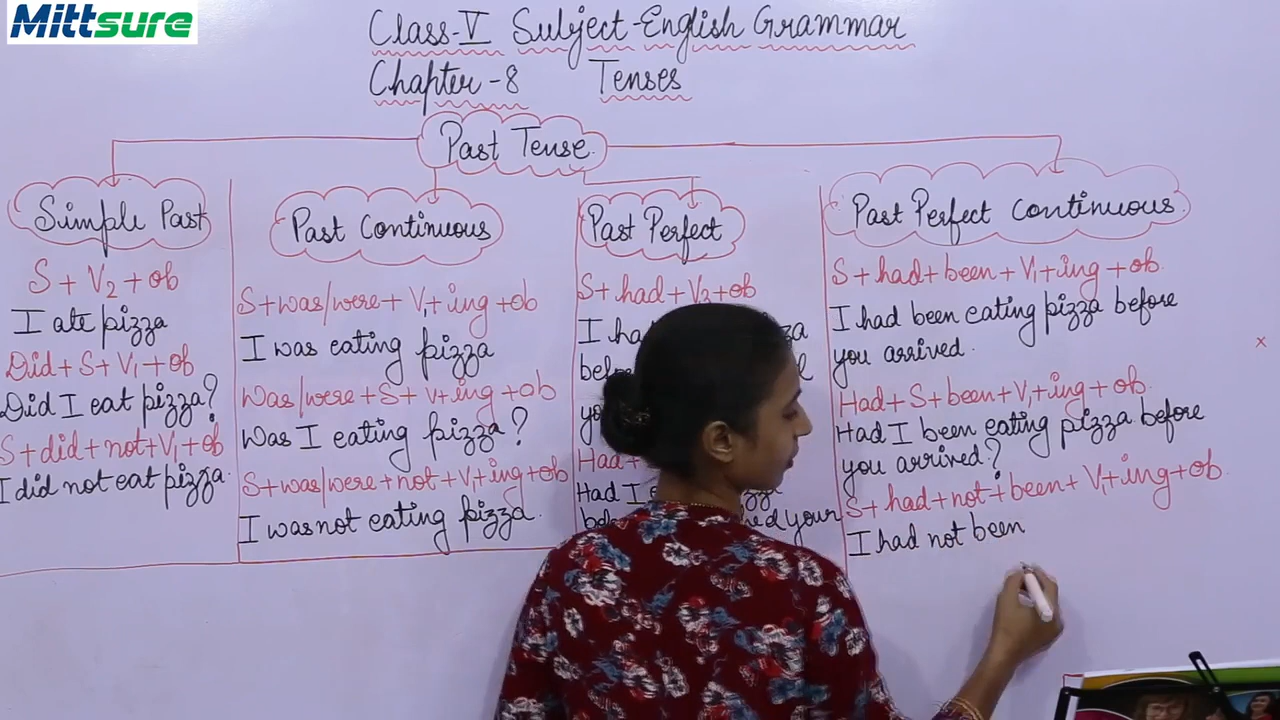 Mittsure
Class-V Subject-English Grammar
Chapter-8 Tenses
Past Tense
Simple Past
S + V2 + ob
I ate pizza
Did + S + V1 + ob
Did I eat pizza?
S + did + not + V1 + ob
I did not eat pizza.
Past Continuous
S + was/were + V1 + ing + ob
I was eating pizza
Was/were + S + V + ing + ob
Was I eating pizza?
S + was/were + not + V1 + ing + ob
I was not eating pizza.
Past Perfect
S + had + V3 + ob
I
Had +
Had I
your
Past Perfect Continuous
S + had + been + V1 + ing + ob.
I had been eating pizza before
you arrived.
Had + S + been + V1 + ing + ob.
Had I been eating pizza before
you arrived?
S + had + not + been + V1 + ing + ob.
I had not been